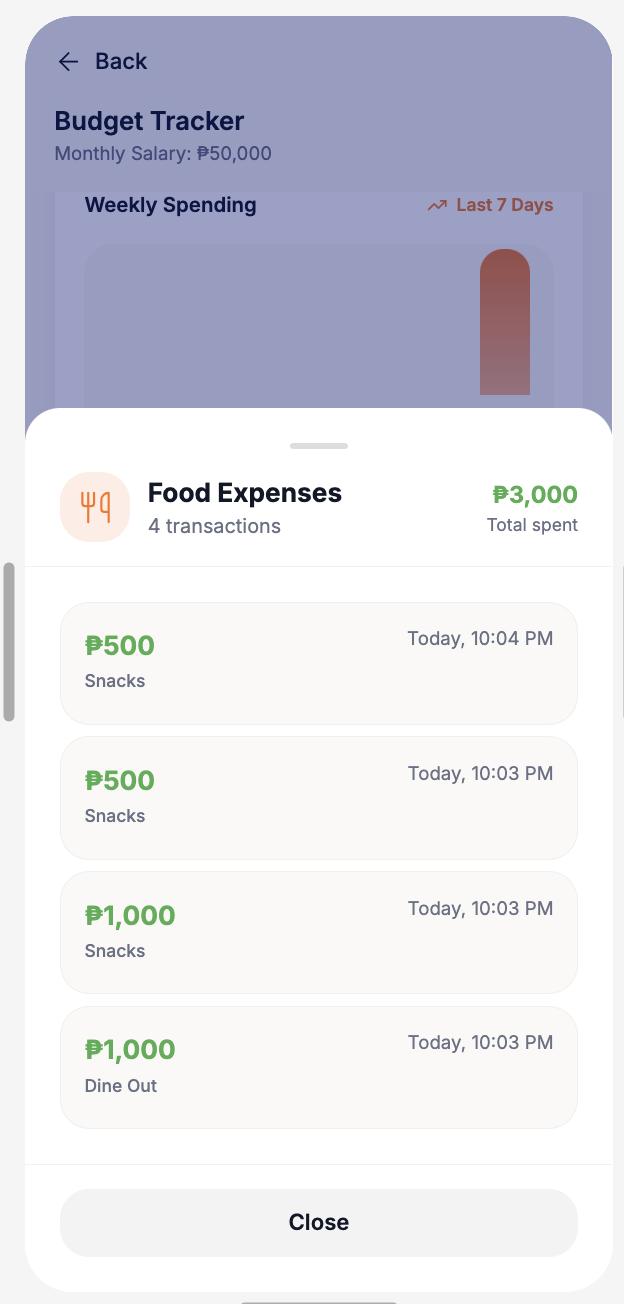 Back
Budget Tracker
Monthly Salary: ₱50,000
Weekly Spending
Last 7 Days
Food Expenses
₱3,000
4 transactions
Total spent
₱500
Today, 10:04 PM
Snacks
₱500
Today, 10:03 PM
Snacks
₱1,000
Today, 10:03 PM
Snacks
₱1,000
Today, 10:03 PM
Dine Out
Close